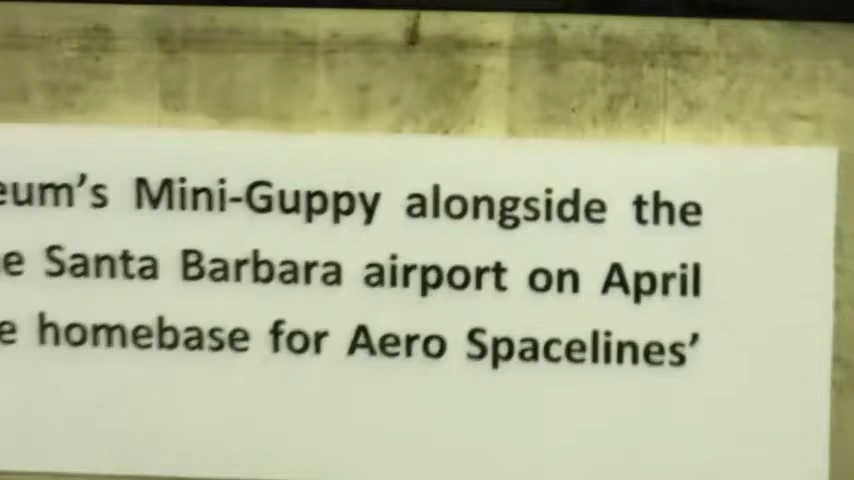 eum's Mini-Guppy alongside the
e Santa Barbara airport on April
e homebase for Aero Spacelines'